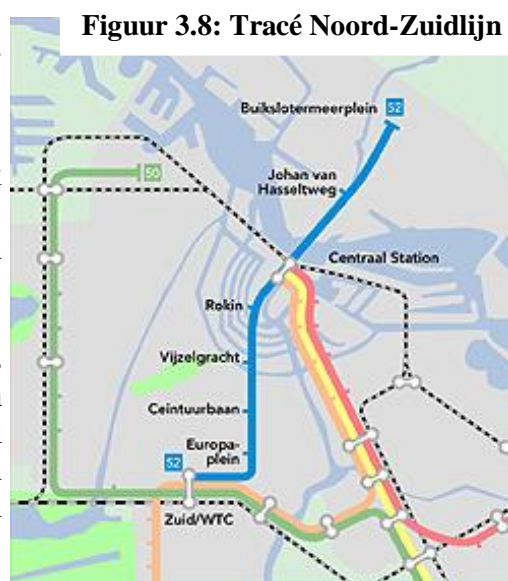 Figuur 3.8: Tracé Noord-Zuidlijn
Buikslotermeerplein 52
Johan van
Hasseltweg
50
Centraal Station
Rokin
Vijzelgracht
Ceintuurbaan
Europa-
plein
52
Zuid/WTC